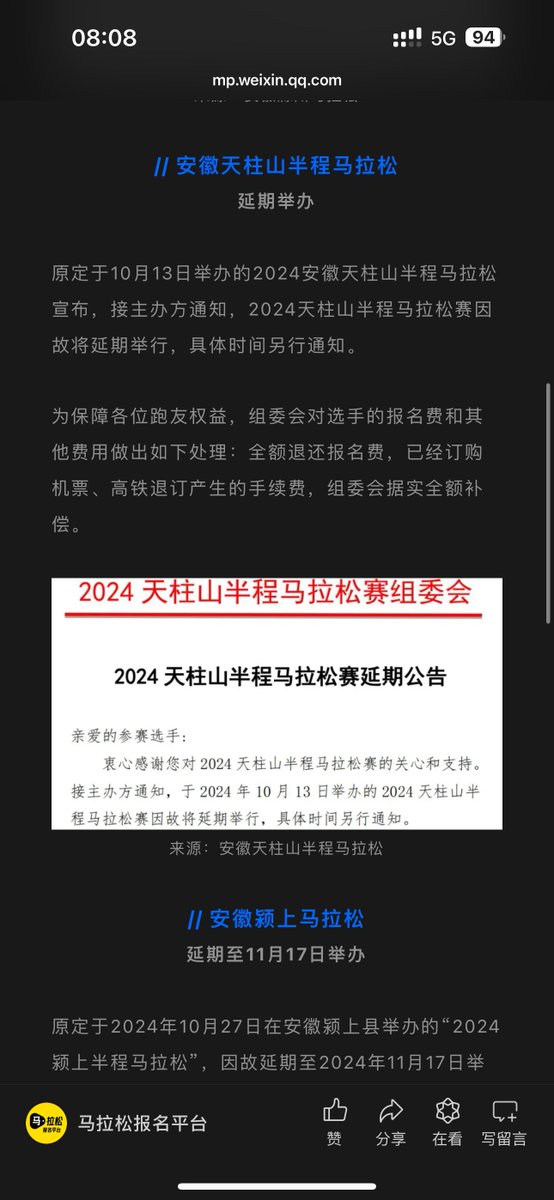 08:08
5G
94
mp.weixin.qq.com
// 安徽天柱山半程马拉松
延期举办
原定于10月13日举办的2024安徽天柱山半程马拉松
宣布，接主办方通知，2024天柱山半程马拉松赛因
故将延期举行，具体时间另行通知。
为保障各位跑友权益，组委会对选手的报名费和其
他费用做出如下处理：全额退还报名费，已经订购
机票、高铁退订产生的手续费，组委会据实全额补
偿。
2024 天柱山半程马拉松赛组委会
2024 天柱山半程马拉松赛延期公告
亲爱的参赛选手：
衷心感谢您对 2024 天柱山半程马拉松赛的关心和支持。
接主办方通知，于 2024 年 10 月 13 日举办的 2024 天柱山半
程马拉松赛因故将延期举行，具体时间另行通知。
来源：安徽天柱山半程马拉松
// 安徽颍上马拉松
延期至11月17日举办
原定于2024年10月27日在安徽颍上县举办的“2024
颍上半程马拉松”，因故延期至2024年11月17日举
马拉松
报名平台
马拉松报名平台
赞
分享
在看
写留言